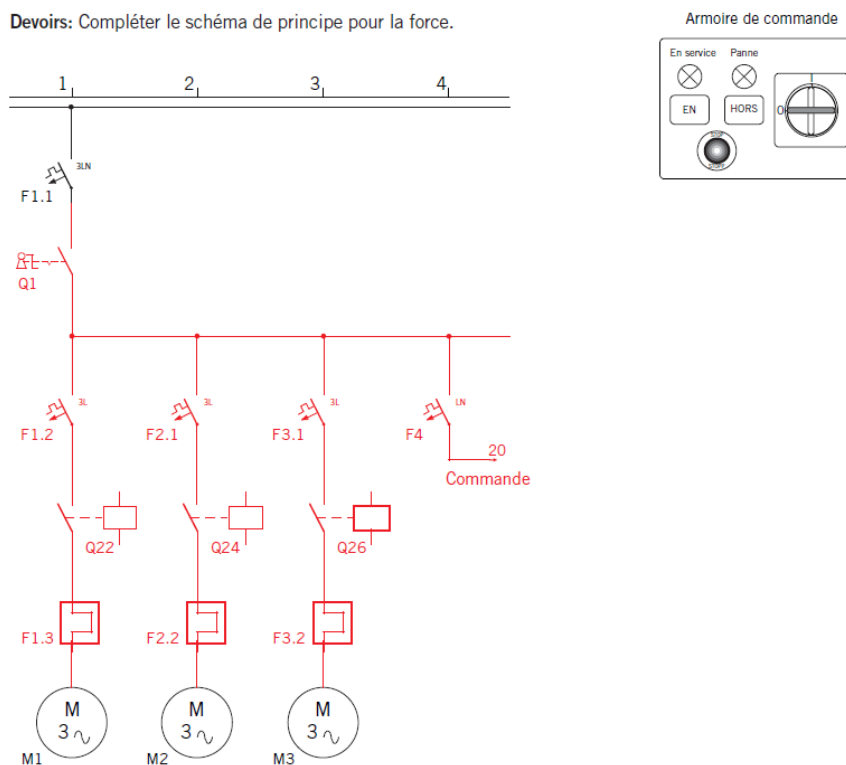 Devoirs: Compléter le schéma de principe pour la force.
Armoire de commande
En service Panne
EN HORS
O I
1 2 3 4
3LN
F1.1
Q1
3L 3L 3L LN
F1.2 F2.1 F3.1 F4
20
Commande
Q22 Q24 Q26
F1.3 F2.2 F3.2
M M M
3 3 3
M1 M2 M3